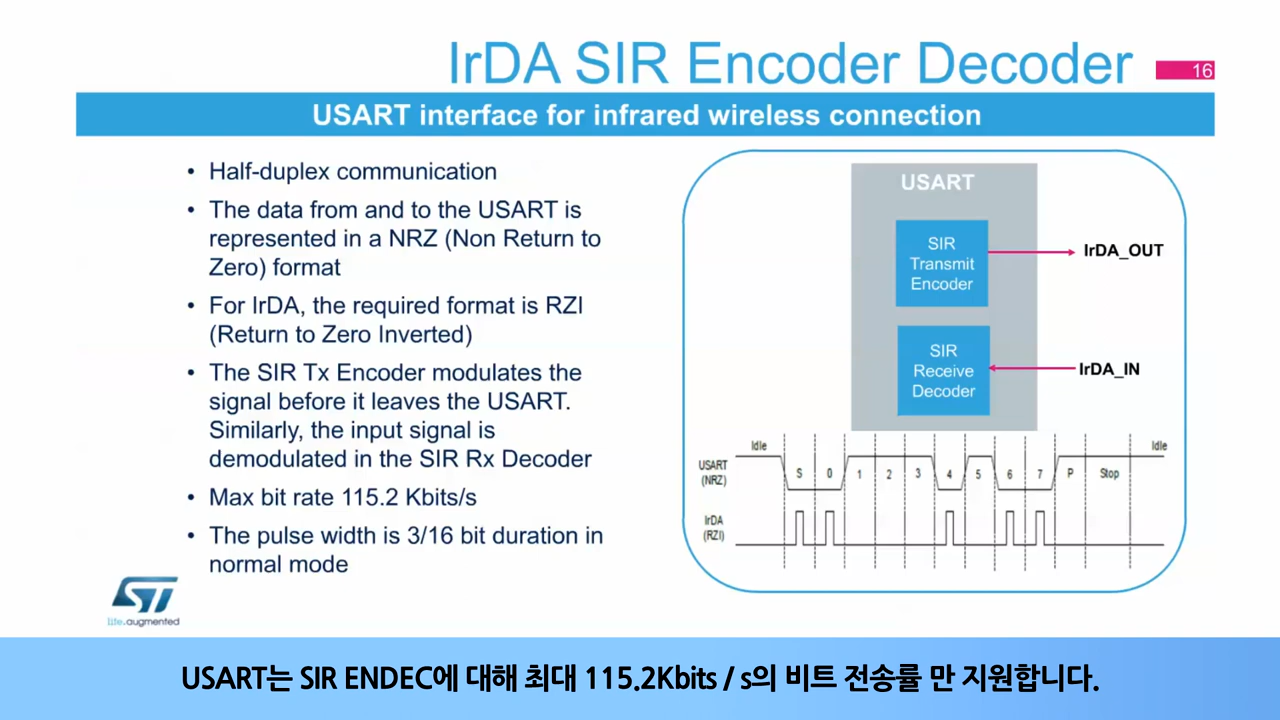 IrDA SIR Encoder Decoder
16
USART interface for infrared wireless connection
• Half-duplex communication
• The data from and to the USART is
represented in a NRZ (Non Return to
Zero) format
• For IrDA, the required format is RZI
(Return to Zero Inverted)
• The SIR Tx Encoder modulates the
signal before it leaves the USART.
Similarly, the input signal is
demodulated in the SIR Rx Decoder
• Max bit rate 115.2 Kbits/s
• The pulse width is 3/16 bit duration in
normal mode
USART
SIR
Transmit
Encoder
IrDA_OUT
SIR
Receive
Decoder
IrDA_IN
Idle
Idle
USART
(NRZ)
S 0 1 2 3 4 5 6 7 P Stop
IrDA
(RZI)
ST
life.augmented
USART는 SIR ENDEC에 대해 최대 115.2Kbits / s의 비트 전송률 만 지원합니다.